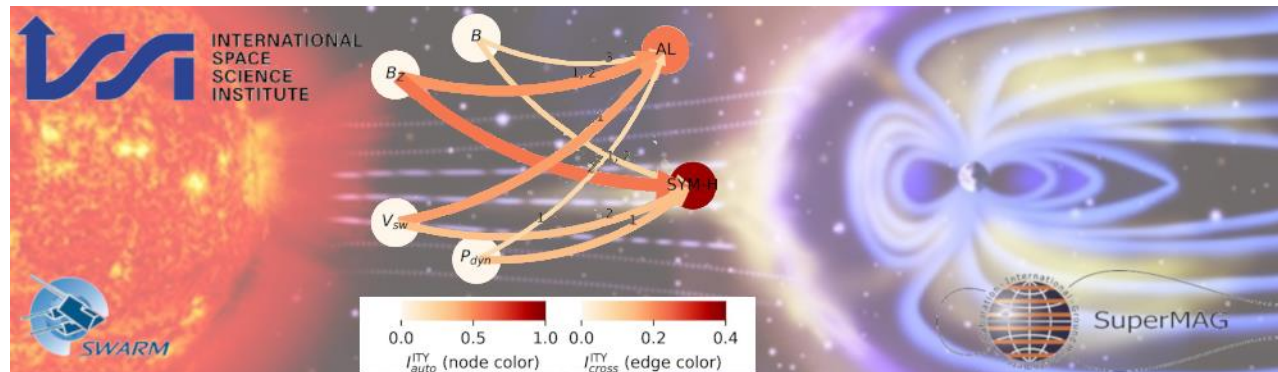 INTERNATIONAL
SPACE
SCIENCE
INSTITUTE
B
AL
B_Z
3
1, 2
1
SYM-H
2
1
V_sw
2
1
P_dyn
0.0 0.5 1.0
I_auto^ITY (node color)
0.0 0.2 0.4
I_cross^ITY (edge color)
SWARM
SuperMAG